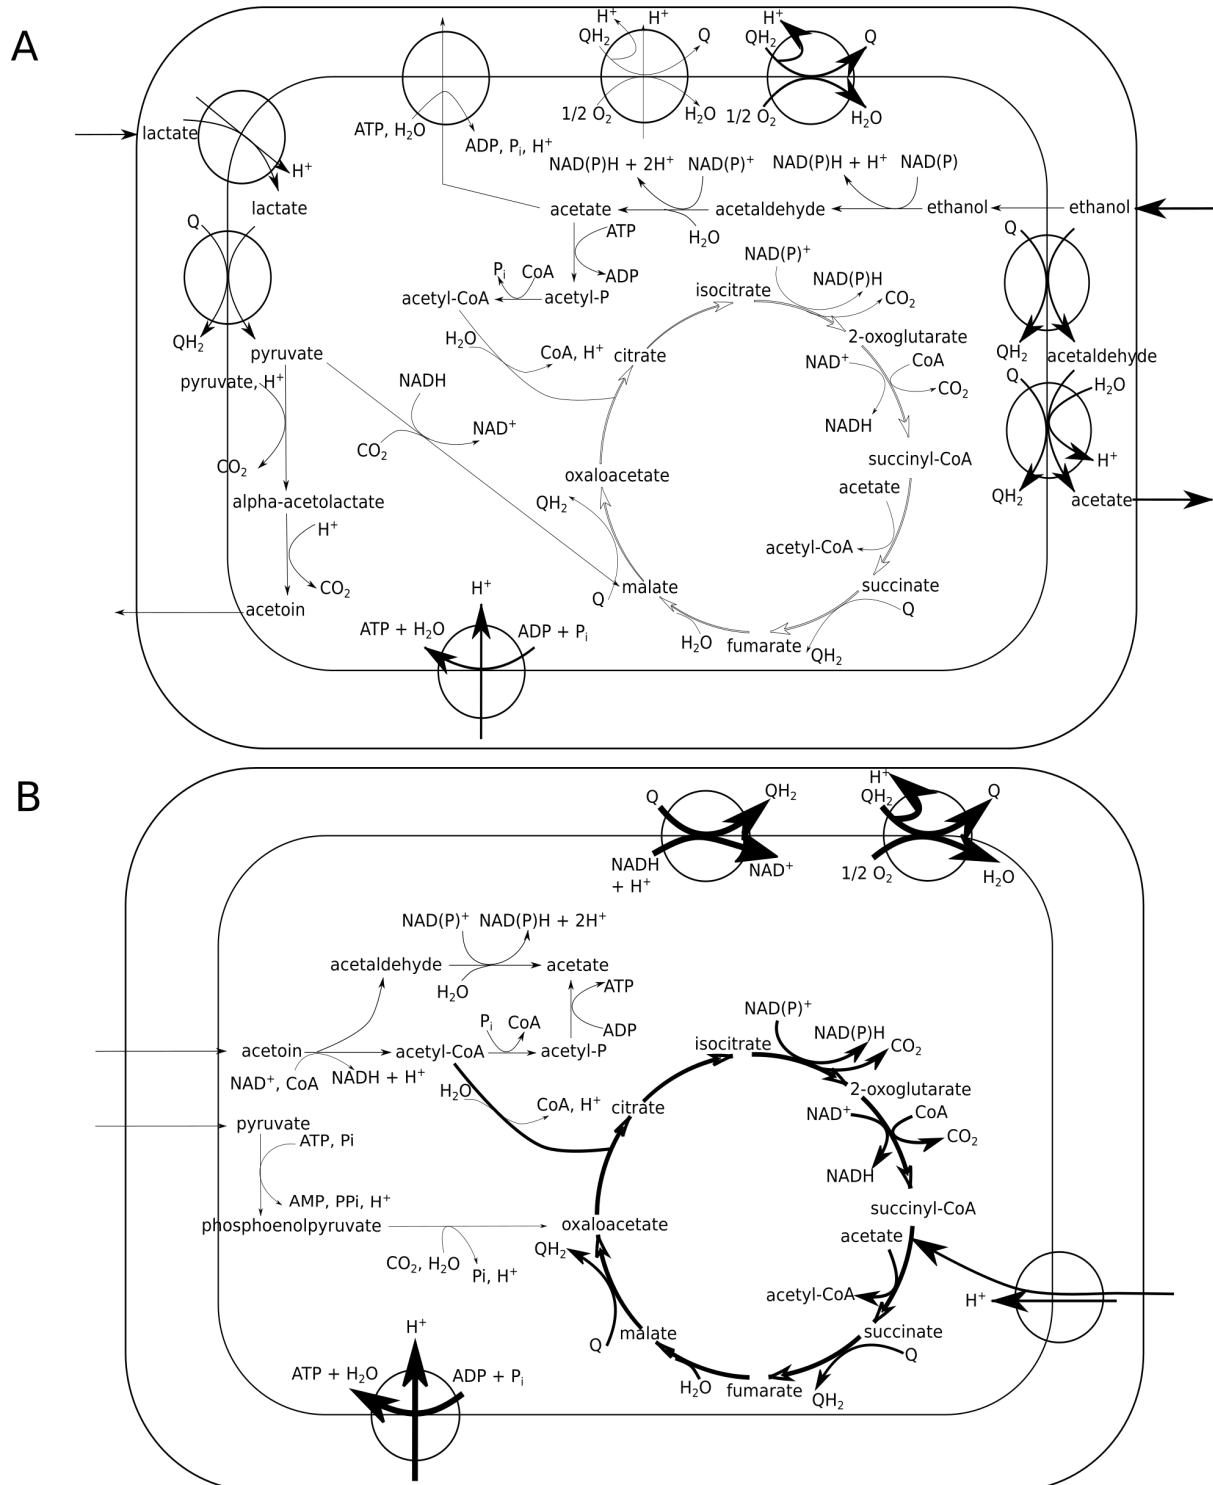 A
H⁺
H⁺
QH₂
Q
1/2 O₂
H₂O
H⁺
QH₂
Q
1/2 O₂
H₂O
ATP, H₂O
ADP, Pᵢ, H⁺
lactate
H⁺
lactate
NAD(P)H + 2H⁺
NAD(P)⁺
NAD(P)H + H⁺
NAD(P)
acetate
acetaldehyde
ethanol
ethanol
H₂O
Q
QH₂
pyruvate
ATP
ADP
Pᵢ
CoA
acetyl-CoA
acetyl-P
H₂O
CoA, H⁺
NAD(P)⁺
NAD(P)H
CO₂
isocitrate
2-oxoglutarate
citrate
NAD⁺
CoA
CO₂
NADH
succinyl-CoA
acetate
acetyl-CoA
succinate
Q
QH₂
fumarate
H₂O
malate
Q
QH₂
oxaloacetate
pyruvate, H⁺
CO₂
alpha-acetolactate
H⁺
CO₂
acetoin
NADH
CO₂
NAD⁺
Q
QH₂
acetaldehyde
Q
H₂O
H⁺
QH₂
acetate
H⁺
ATP + H₂O
ADP + Pᵢ
B
Q
QH₂
NADH
+ H⁺
NAD⁺
H⁺
QH₂
Q
1/2 O₂
H₂O
NAD(P)⁺
NAD(P)H + 2H⁺
acetaldehyde
acetate
H₂O
ATP
ADP
Pᵢ
CoA
acetoin
acetyl-CoA
acetyl-P
NAD⁺, CoA
NADH + H⁺
H₂O
CoA, H⁺
pyruvate
ATP, Pi
AMP, PPi, H⁺
phosphoenolpyruvate
CO₂, H₂O
Pi, H⁺
oxaloacetate
citrate
isocitrate
NAD(P)⁺
NAD(P)H
CO₂
2-oxoglutarate
NAD⁺
CoA
CO₂
NADH
succinyl-CoA
acetate
acetyl-CoA
H⁺
succinate
Q
QH₂
fumarate
H₂O
malate
Q
QH₂
H⁺
ATP + H₂O
ADP + Pᵢ